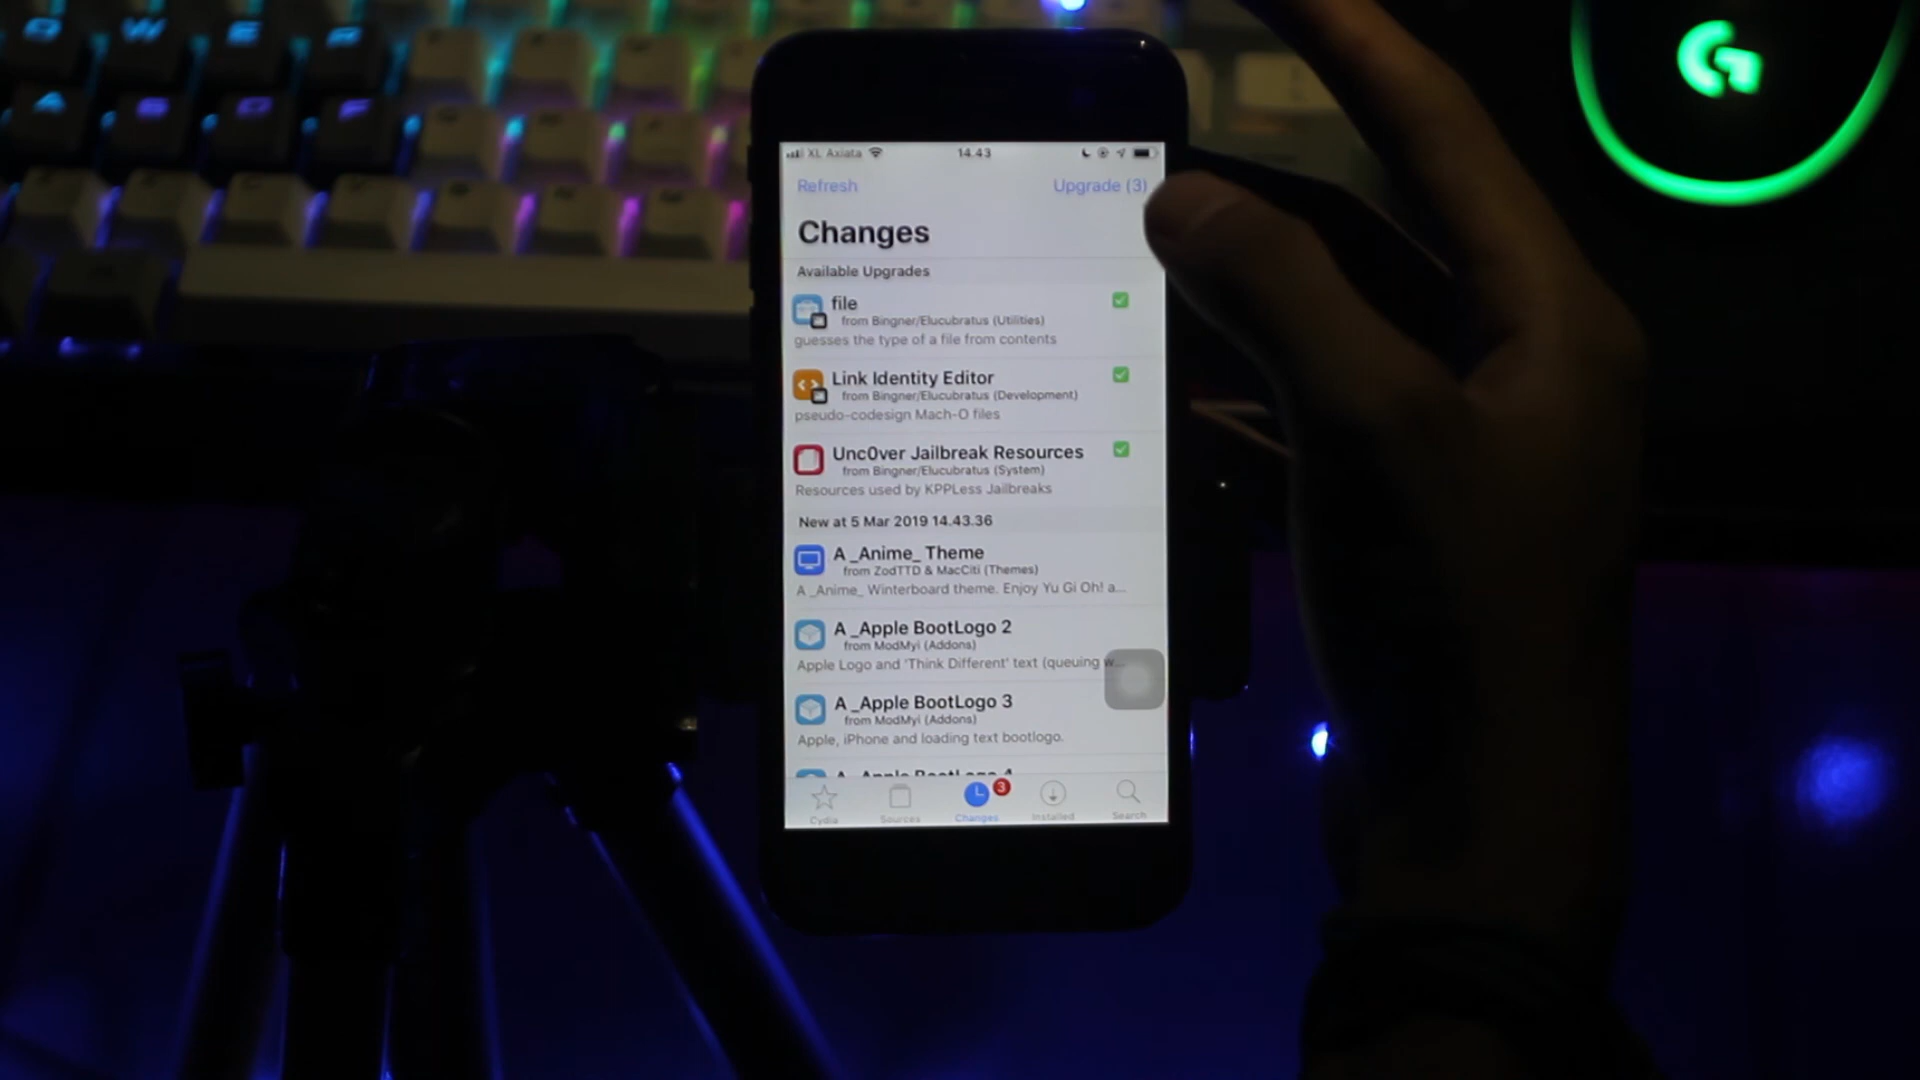 Q W E R
A S D F
G
XL Axiata 14.43
Refresh Upgrade (3)
Changes
Available Upgrades
file
from Bingner/Elucubratus (Utilities)
guesses the type of a file from contents
Link Identity Editor
from Bingner/Elucubratus (Development)
pseudo-codesign Mach-O files
Unc0ver Jailbreak Resources
from Bingner/Elucubratus (System)
Resources used by KPPLess Jailbreaks
New at 5 Mar 2019 14.43.36
A _Anime_ Theme
from ZodTTD & MacCiti (Themes)
A _Anime_ Winterboard theme. Enjoy Yu Gi Oh! a...
A _Apple BootLogo 2
from ModMyi (Addons)
Apple Logo and 'Think Different' text (queuing w...
A _Apple BootLogo 3
from ModMyi (Addons)
Apple, iPhone and loading text bootlogo.
A _Apple BootLogo 4
3
Cydia Sources Changes Installed Search